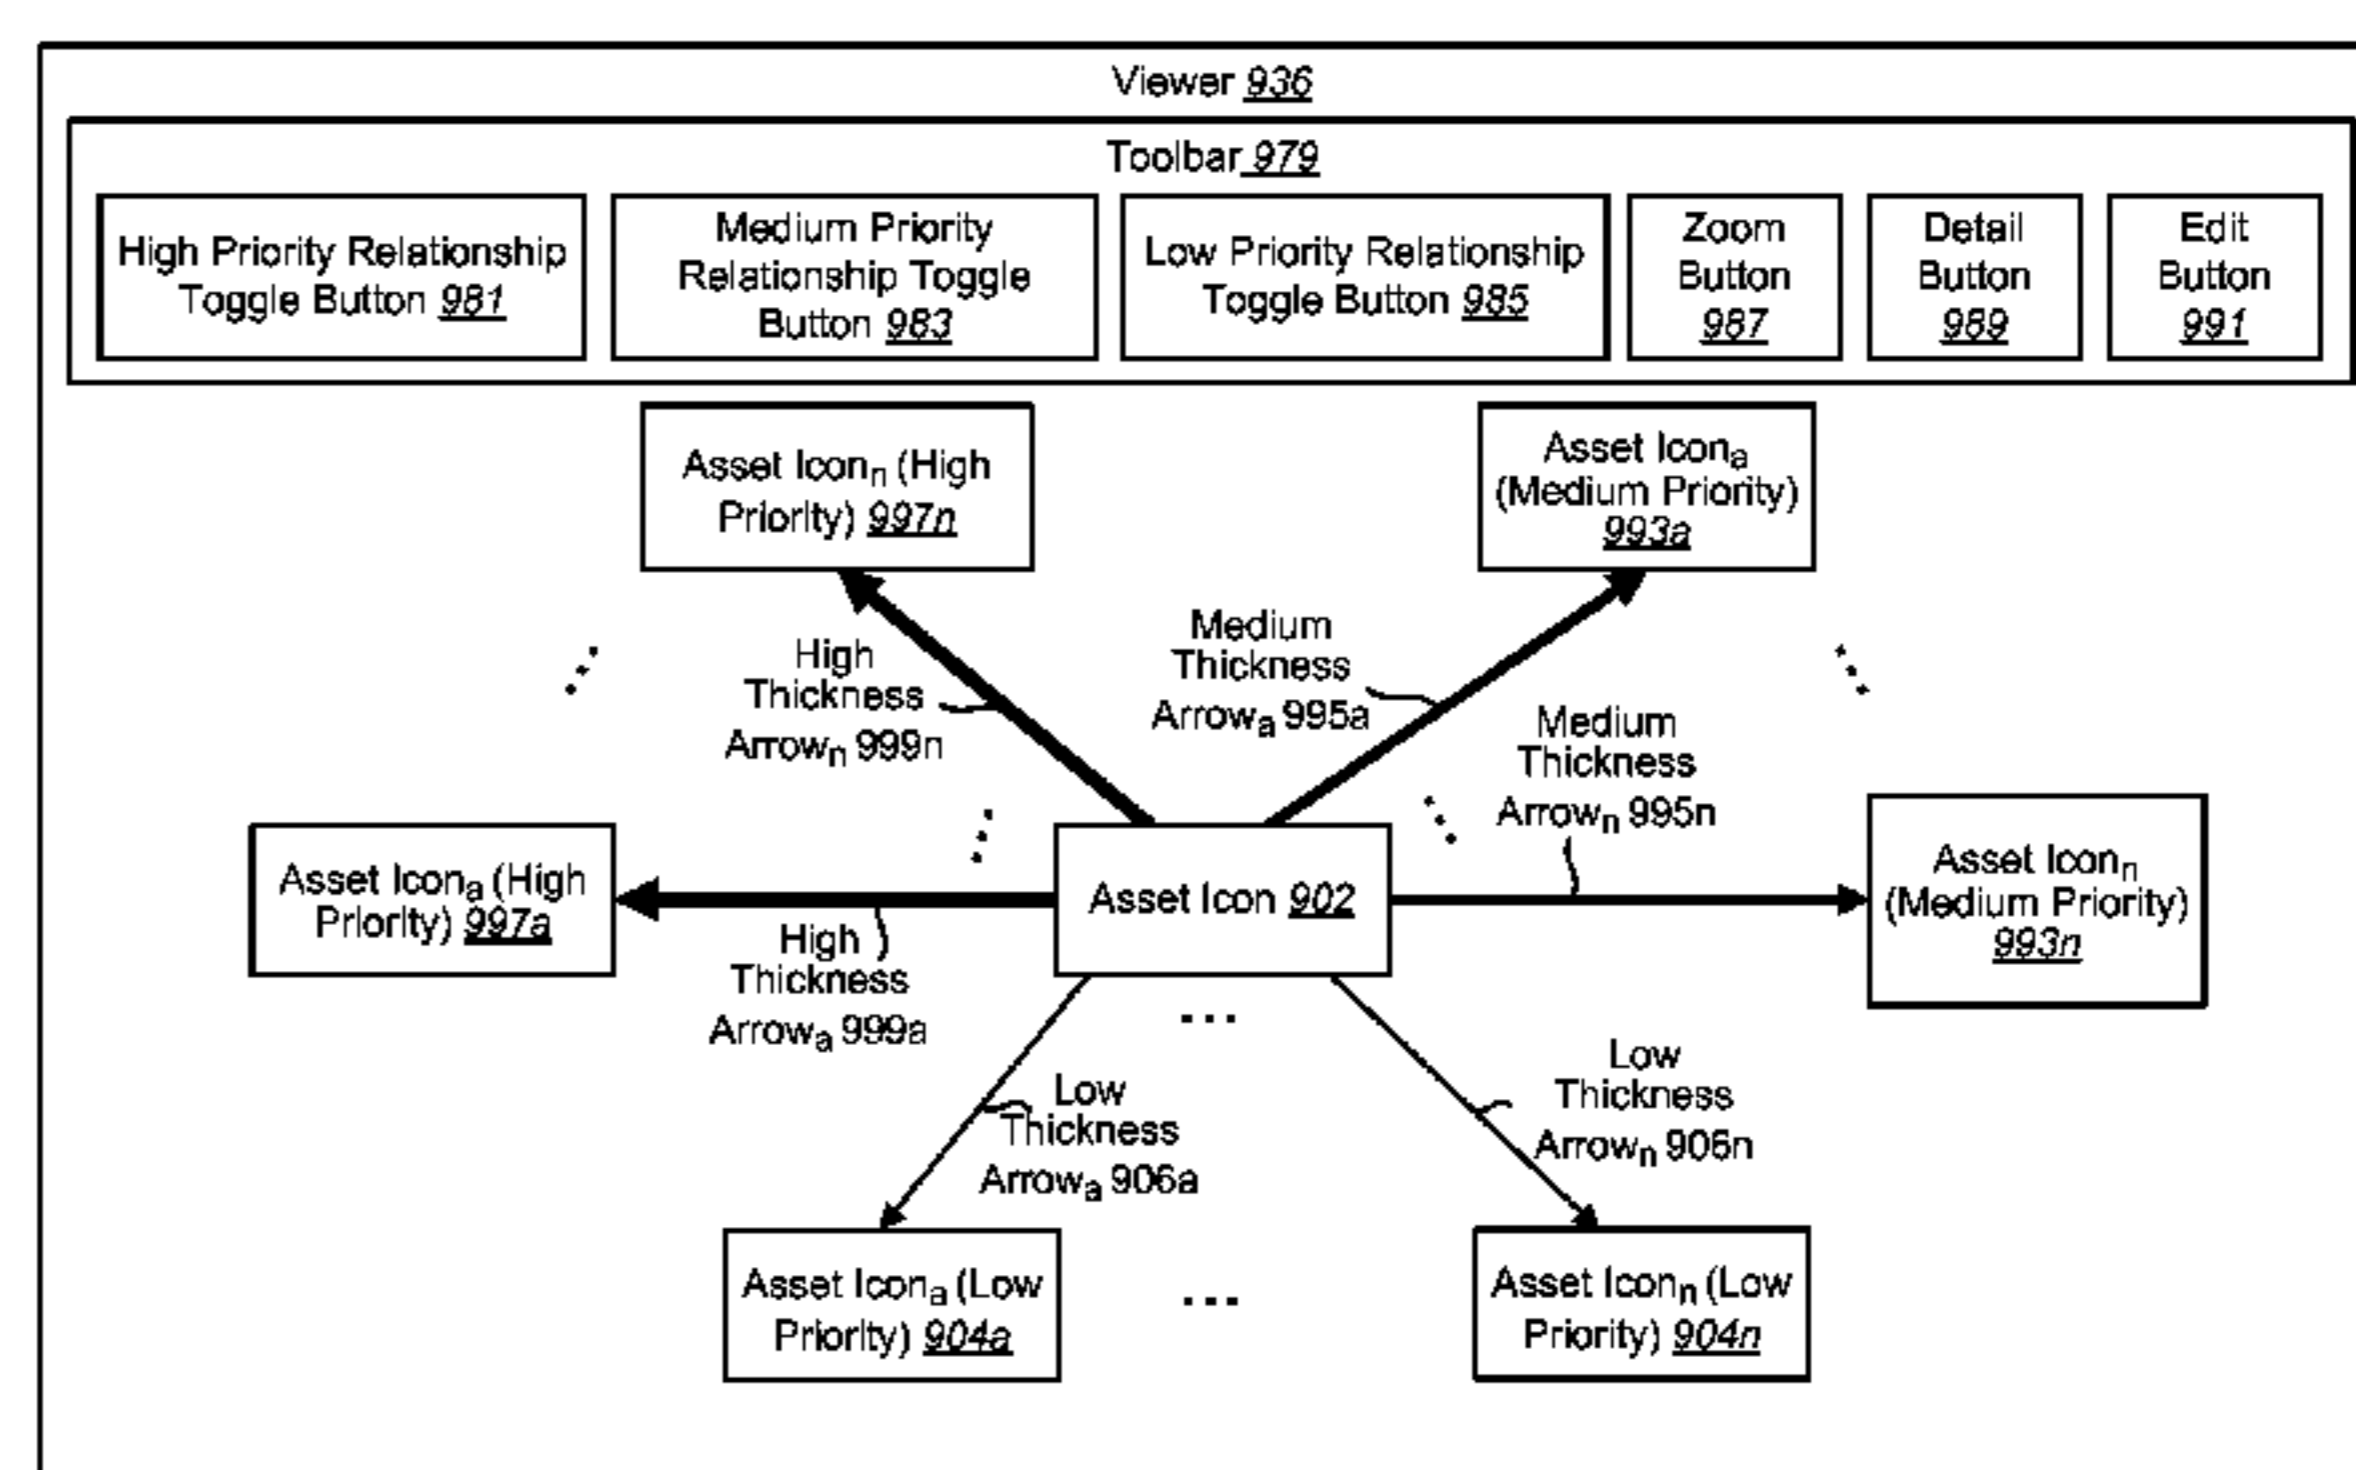 Viewer 936
Toolbar 979
High Priority Relationship
Toggle Button 981
Medium Priority
Relationship Toggle
Button 983
Low Priority Relationship
Toggle Button 985
Zoom
Button
987
Detail
Button
989
Edit
Button
991
Asset Iconn (High
Priority) 997n
Asset Icona
(Medium Priority)
993a
High
Thickness
Arrown 999n
Medium
Thickness
Arrowa 995a
Medium
Thickness
Arrown 995n
Asset Icona (High
Priority) 997a
Asset Icon 902
Asset Iconn
(Medium Priority)
993n
High
Thickness
Arrowa 999a
Low
Thickness
Arrowa 906a
Low
Thickness
Arrown 906n
Asset Icona (Low
Priority) 904a
Asset Iconn (Low
Priority) 904n